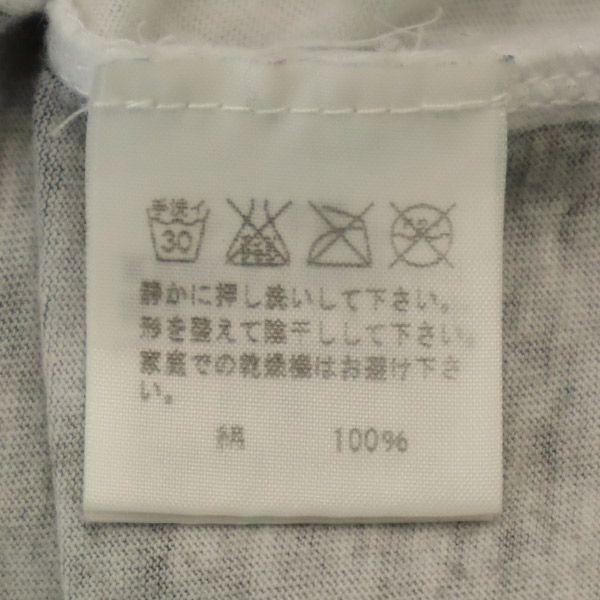 手洗イ
30
静かに押し洗いして下さい。
形を整えて陰干しして下さい。
家庭での乾燥機はお避け下さ
い。
綿 100%